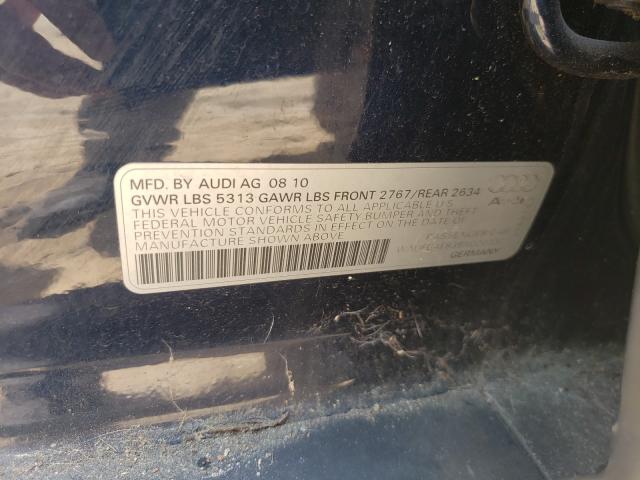 MFD. BY AUDI AG 08 10
GVWR LBS 5313 GAWR LBS FRONT 2767/REAR 2634
THIS VEHICLE CONFORMS TO ALL APPLICABLE U.S.
FEDERAL MOTOR VEHICLE SAFETY,BUMPER AND THEFT
PREVENTION STANDARDS IN EFFECT ON THE DATE OF
MANUFACTURE SHOWN ABOVE.
GERMANY